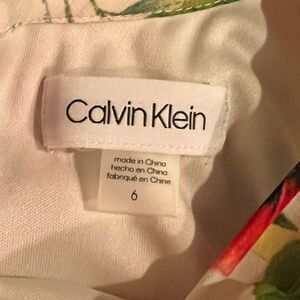 Calvin Klein
made in China
hecho en China
fabriqué en Chine
6